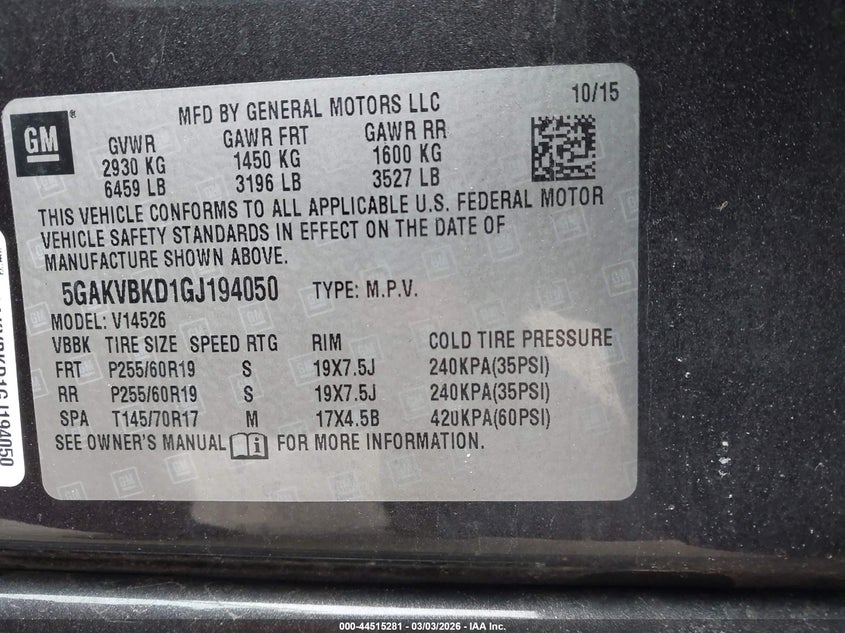 GM
MFD BY GENERAL MOTORS LLC
10/15
GVWR GAWR FRT GAWR RR
2930 KG 1450 KG 1600 KG
6459 LB 3196 LB 3527 LB
THIS VEHICLE CONFORMS TO ALL APPLICABLE U.S. FEDERAL MOTOR
VEHICLE SAFETY STANDARDS IN EFFECT ON THE DATE OF
MANUFACTURE SHOWN ABOVE.
5GAKVBKD1GJ194050 TYPE: M.P.V.
MODEL: V14526
VBBK TIRE SIZE SPEED RTG RIM COLD TIRE PRESSURE
FRT P255/60R19 S 19X7.5J 240KPA(35PSI)
RR P255/60R19 S 19X7.5J 240KPA(35PSI)
SPA T145/70R17 M 17X4.5B 420KPA(60PSI)
SEE OWNER'S MANUAL FOR MORE INFORMATION.
000-44515281 - 03/03/2026 - IAA Inc.